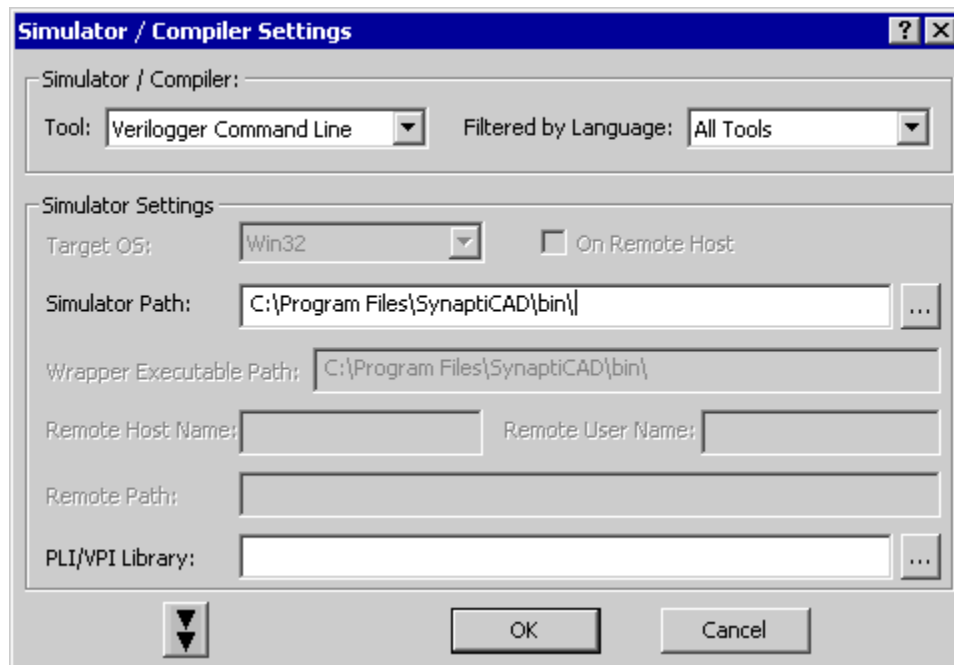 Simulator / Compiler Settings
Simulator / Compiler:
Tool: Verilogger Command Line Filtered by Language: All Tools
Simulator Settings
Target OS: Win32 On Remote Host
Simulator Path: C:\Program Files\SynaptiCAD\bin\
...
Wrapper Executable Path: C:\Program Files\SynaptiCAD\bin\
Remote Host Name: Remote User Name:
Remote Path:
PLI/VPI Library: ...
OK Cancel